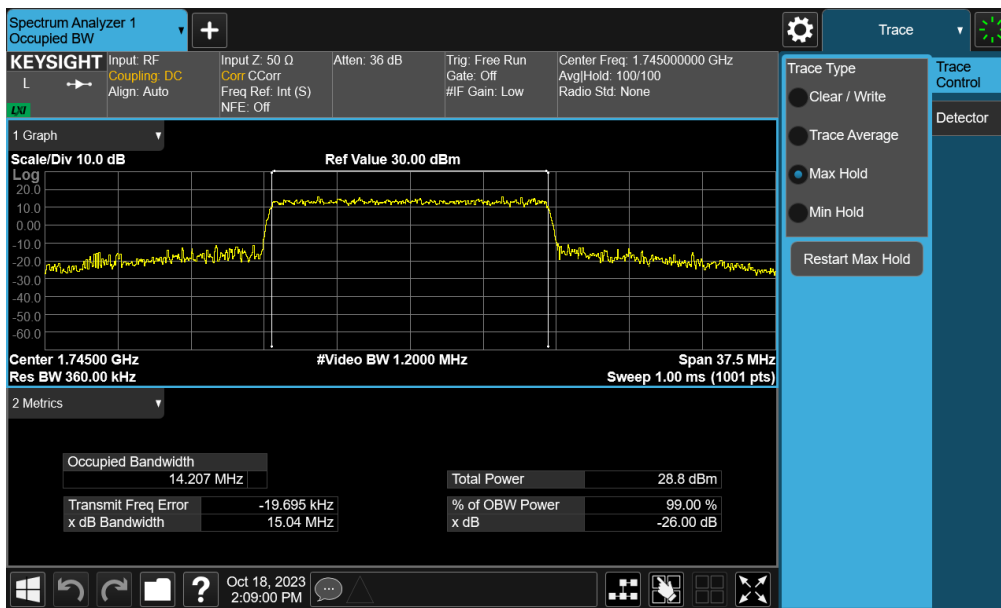 Spectrum Analyzer 1
Occupied BW
Trace
KEYSIGHT
L
LXI
Input: RF
Coupling: DC
Align: Auto
Input Z: 50 Ω
Corr CCorr
Freq Ref: Int (S)
NFE: Off
Atten: 36 dB
Trig: Free Run
Gate: Off
#IF Gain: Low
Center Freq: 1.745000000 GHz
Avg|Hold: 100/100
Radio Std: None
Trace Type
Clear / Write
Trace Average
Max Hold
Min Hold
Restart Max Hold
Trace
Control
Detector
1 Graph
Scale/Div 10.0 dB
Ref Value 30.00 dBm
Log
20.0
10.0
0.00
-10.0
-20.0
-30.0
-40.0
-50.0
-60.0
Center 1.74500 GHz
#Video BW 1.2000 MHz
Span 37.5 MHz
Res BW 360.00 kHz
Sweep 1.00 ms (1001 pts)
2 Metrics
Occupied Bandwidth
14.207 MHz
Total Power 28.8 dBm
Transmit Freq Error -19.695 kHz
% of OBW Power 99.00 %
x dB Bandwidth 15.04 MHz
x dB -26.00 dB
?
Oct 18, 2023
2:09:00 PM